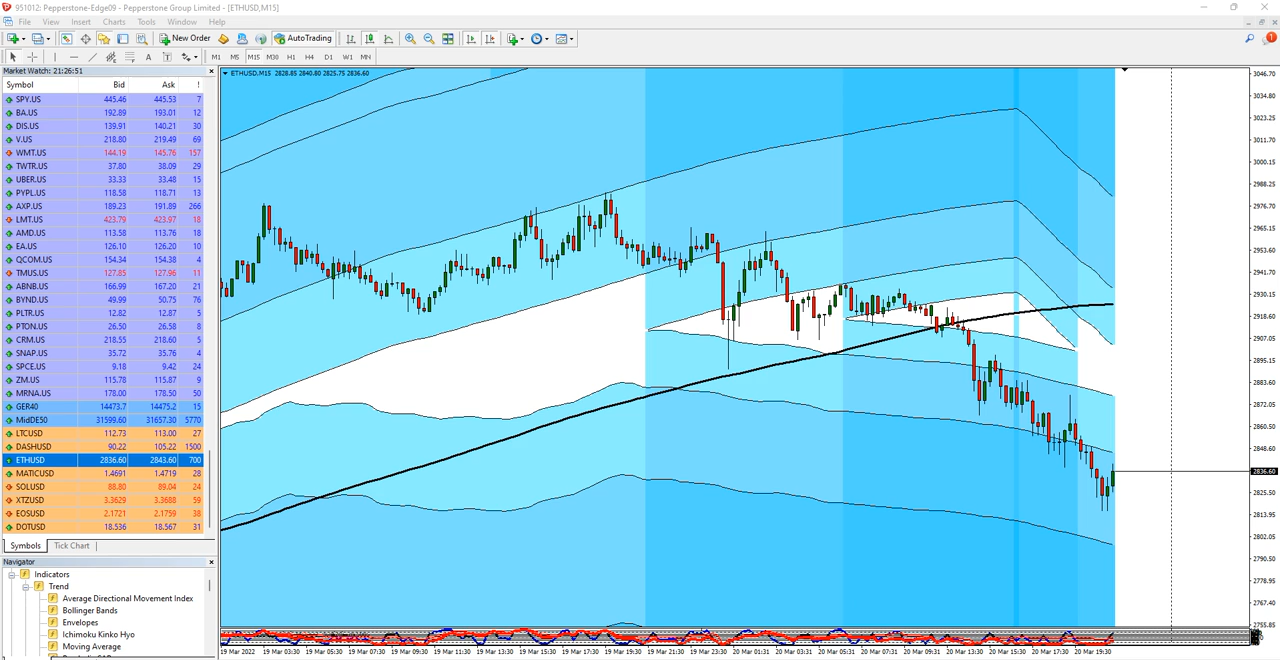 951012: Pepperstone-Edge09 - Pepperstone Group Limited - [ETHUSD,M15]
File View Insert Charts Tools Window Help
New Order AutoTrading 1
A T M1 M5 M15 M30 H1 H4 D1 W1 MN
Market Watch: 21:26:51
Symbol Bid Ask !
SPY.US 445.46 445.53 7
BA.US 192.89 193.01 12
DIS.US 139.91 140.21 30
V.US 218.80 219.49 69
WMT.US 144.19 145.76 157
TWTR.US 37.80 38.09 29
UBER.US 33.33 33.48 15
PYPL.US 118.58 118.71 13
AXP.US 189.23 191.89 266
LMT.US 423.79 423.97 18
AMD.US 113.58 113.76 18
EA.US 126.10 126.20 10
QCOM.US 154.34 154.38 4
TMUS.US 127.85 127.96 11
ABNB.US 166.99 167.20 21
BYND.US 49.99 50.75 76
PLTR.US 12.82 12.87 5
PTON.US 26.50 26.58 8
CRM.US 218.55 218.60 5
SNAP.US 35.72 35.76 4
SPCE.US 9.18 9.42 24
ZM.US 115.78 115.87 9
MRNA.US 178.00 178.50 50
GER40 14473.7 14475.2 15
MidDE50 31599.60 31657.30 5770
LTCUSD 112.73 113.00 27
DASHUSD 90.22 105.22 1500
ETHUSD 2836.60 2843.60 700
MATICUSD 1.4691 1.4719 28
SOLUSD 88.80 89.04 24
XTZUSD 3.3629 3.3688 59
EOSUSD 2.1721 2.1759 38
DOTUSD 18.536 18.567 31
Symbols Tick Chart
Navigator
Indicators
Trend
Average Directional Movement Index
Bollinger Bands
Envelopes
Ichimoku Kinko Hyo
Moving Average
ETHUSD,M15 2828.85 2840.80 2825.75 2836.60
3046.70
3034.80
3023.25
3011.70
3000.15
2988.25
2976.70
2965.15
2953.60
2941.70
2930.15
2918.60
2907.05
2895.15
2883.60
2872.05
2860.50
2848.60
2836.60
2825.50
2813.95
2802.05
2790.50
2778.95
2767.40
2755.85
19 Mar 2022 19 Mar 03:30 19 Mar 05:30 19 Mar 07:30 19 Mar 09:30 19 Mar 11:30 19 Mar 13:30 19 Mar 15:30 19 Mar 17:30 19 Mar 19:30 19 Mar 21:30 19 Mar 23:30 20 Mar 01:31 20 Mar 03:31 20 Mar 05:31 20 Mar 07:31 20 Mar 09:31 20 Mar 11:30 20 Mar 13:30 20 Mar 15:30 20 Mar 17:30 20 Mar 19:30